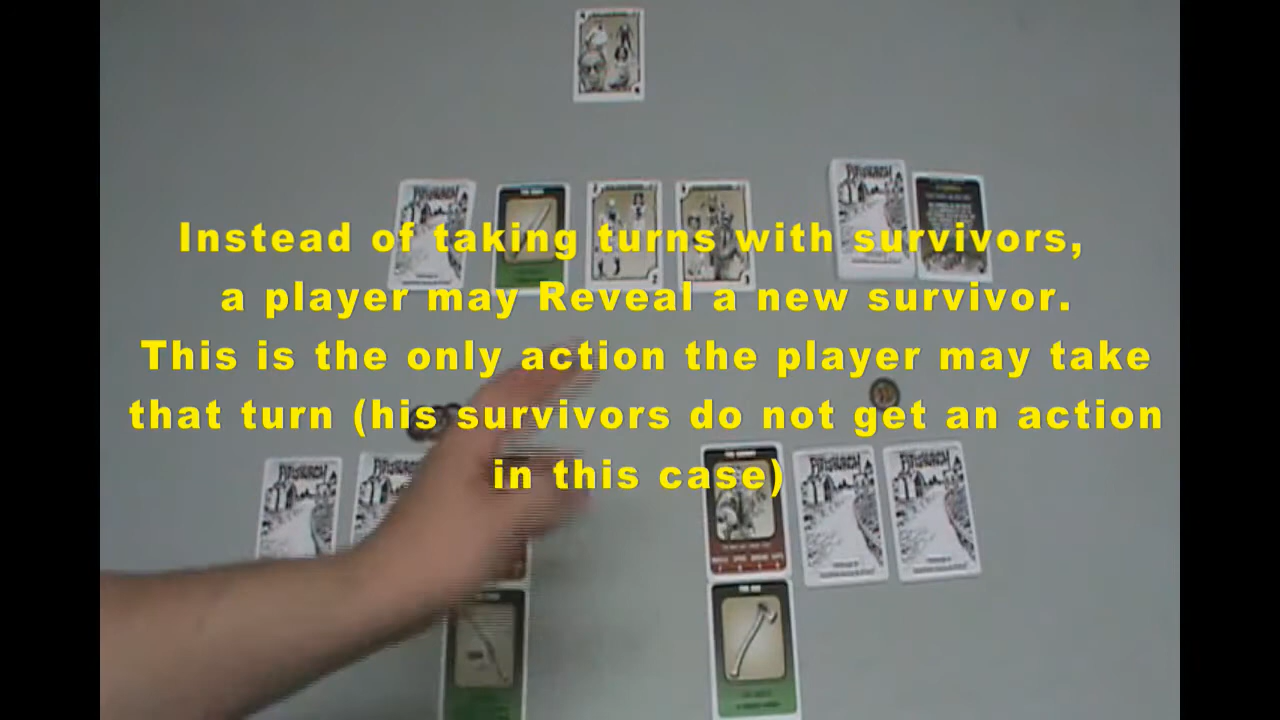 Instead of taking turns with survivors,
a player may Reveal a new survivor.
This is the only action the player may take
that turn (his survivors do not get an action
in this case)